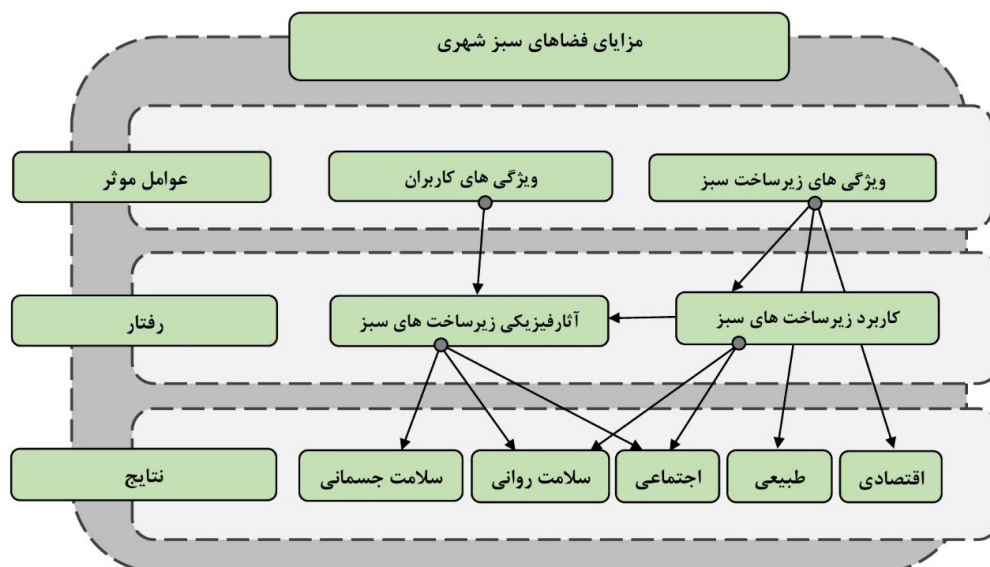 مزایای فضاهای سبز شهری
ویژگی های زیرساخت سبز
ویژگی های کاربران
عوامل موثر
کاربرد زیرساخت های سبز
آثارفیزیکی زیرساخت های سبز
رفتار
اقتصادی
طبیعی
اجتماعی
سلامت روانی
سلامت جسمانی
نتایج